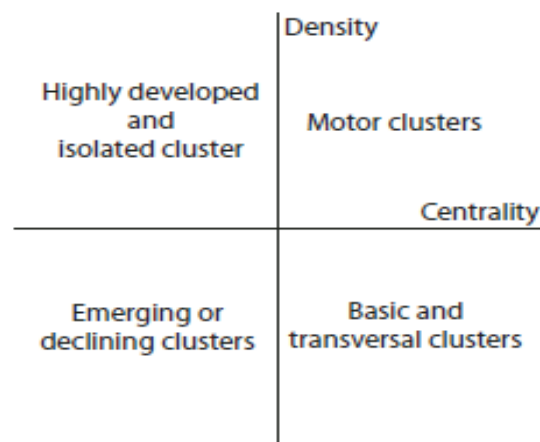 Density
Highly developed
and
isolated cluster
Motor clusters
Centrality
Emerging or
declining clusters
Basic and
transversal clusters